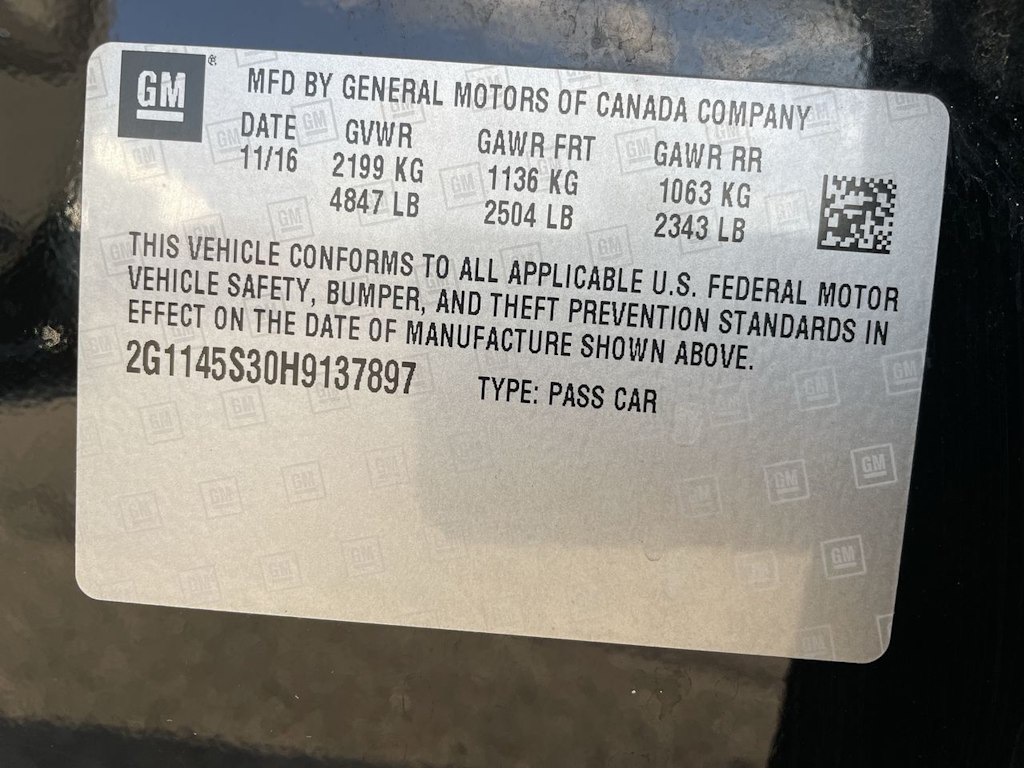 GM ®
MFD BY GENERAL MOTORS OF CANADA COMPANY
DATE GVWR GAWR FRT GAWR RR
11/16 2199 KG 1136 KG 1063 KG
4847 LB 2504 LB 2343 LB
THIS VEHICLE CONFORMS TO ALL APPLICABLE U.S. FEDERAL MOTOR
VEHICLE SAFETY, BUMPER, AND THEFT PREVENTION STANDARDS IN
EFFECT ON THE DATE OF MANUFACTURE SHOWN ABOVE.
2G1145S30H9137897 TYPE: PASS CAR